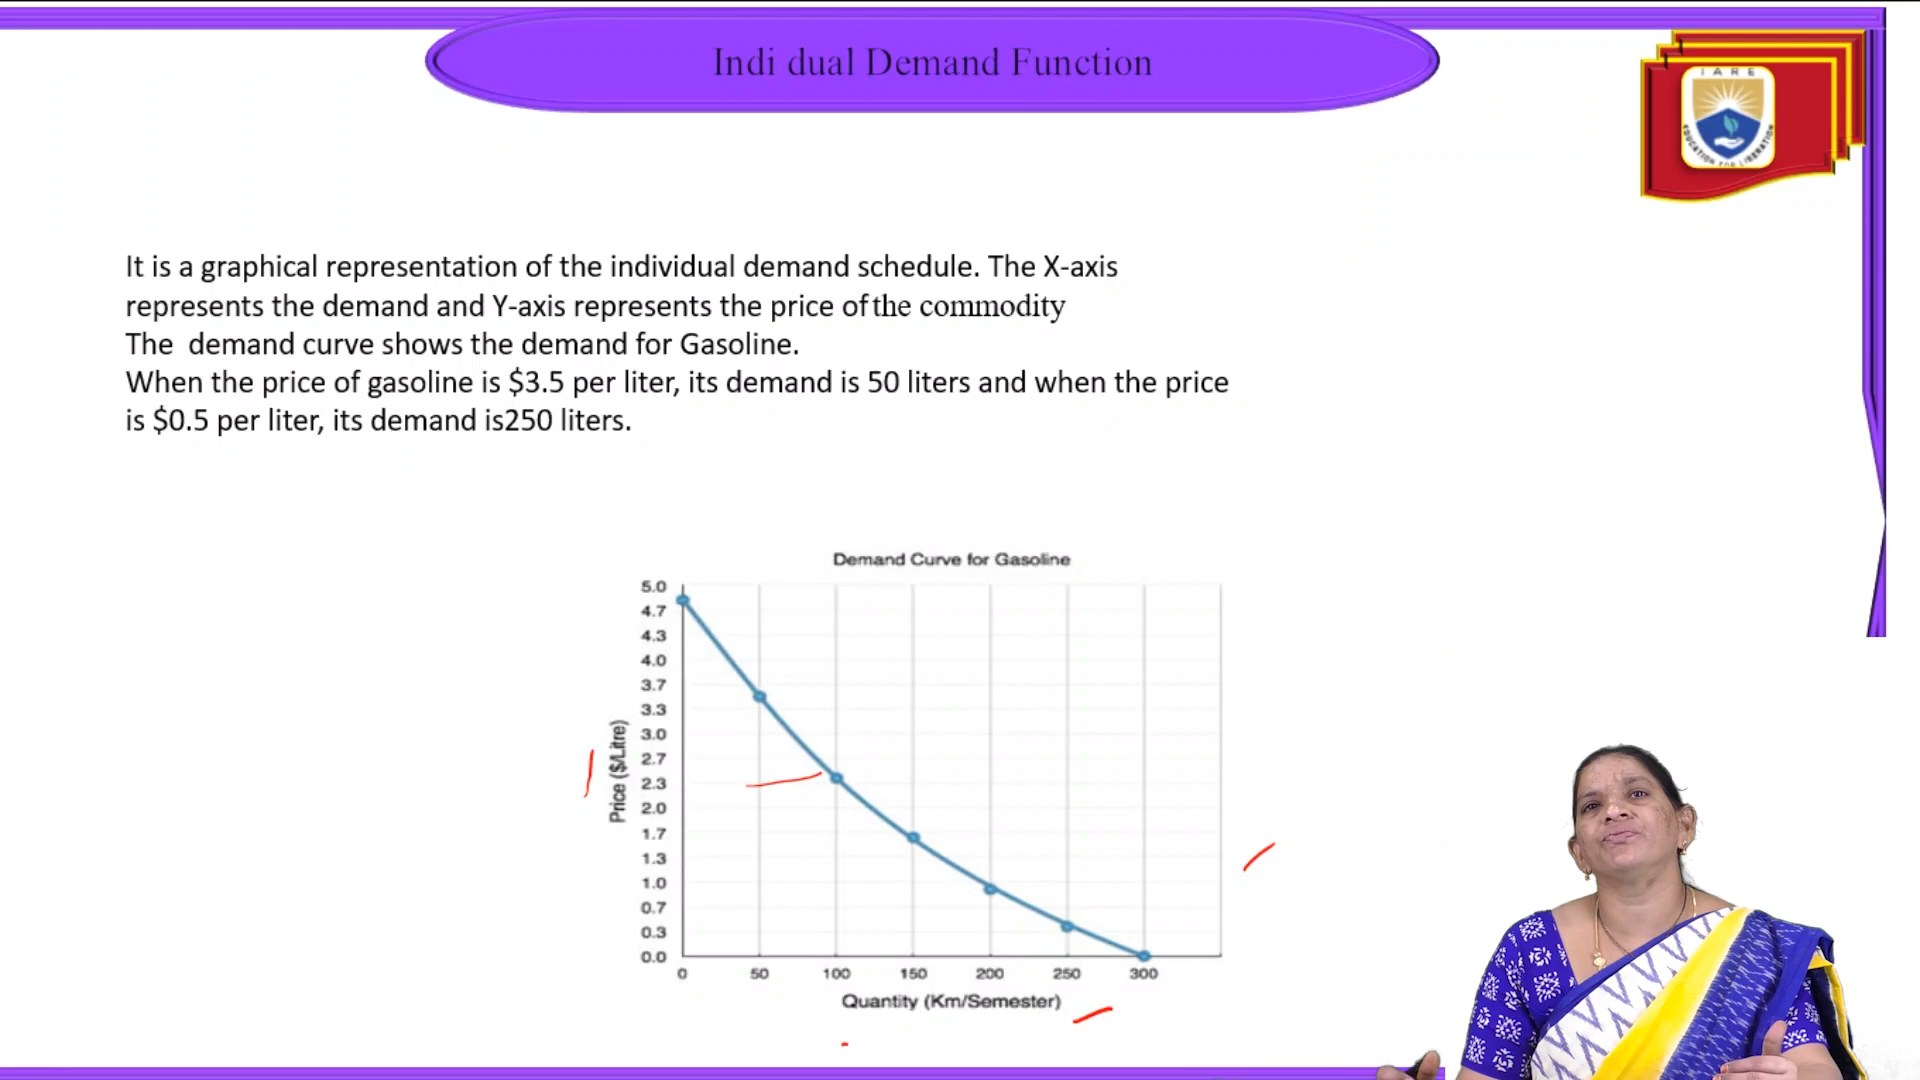 Indi dual Demand Function
IARE
EDUCATION FOR LIBERATION
It is a graphical representation of the individual demand schedule. The X-axis
represents the demand and Y-axis represents the price of the commodity
The demand curve shows the demand for Gasoline.
When the price of gasoline is $3.5 per liter, its demand is 50 liters and when the price
is $0.5 per liter, its demand is250 liters.
Demand Curve for Gasoline
Price ($/Litre)
5.0
4.7
4.3
4.0
3.7
3.3
3.0
2.7
2.3
2.0
1.7
1.3
1.0
0.7
0.3
0.0
0 50 100 150 200 250 300
Quantity (Km/Semester)